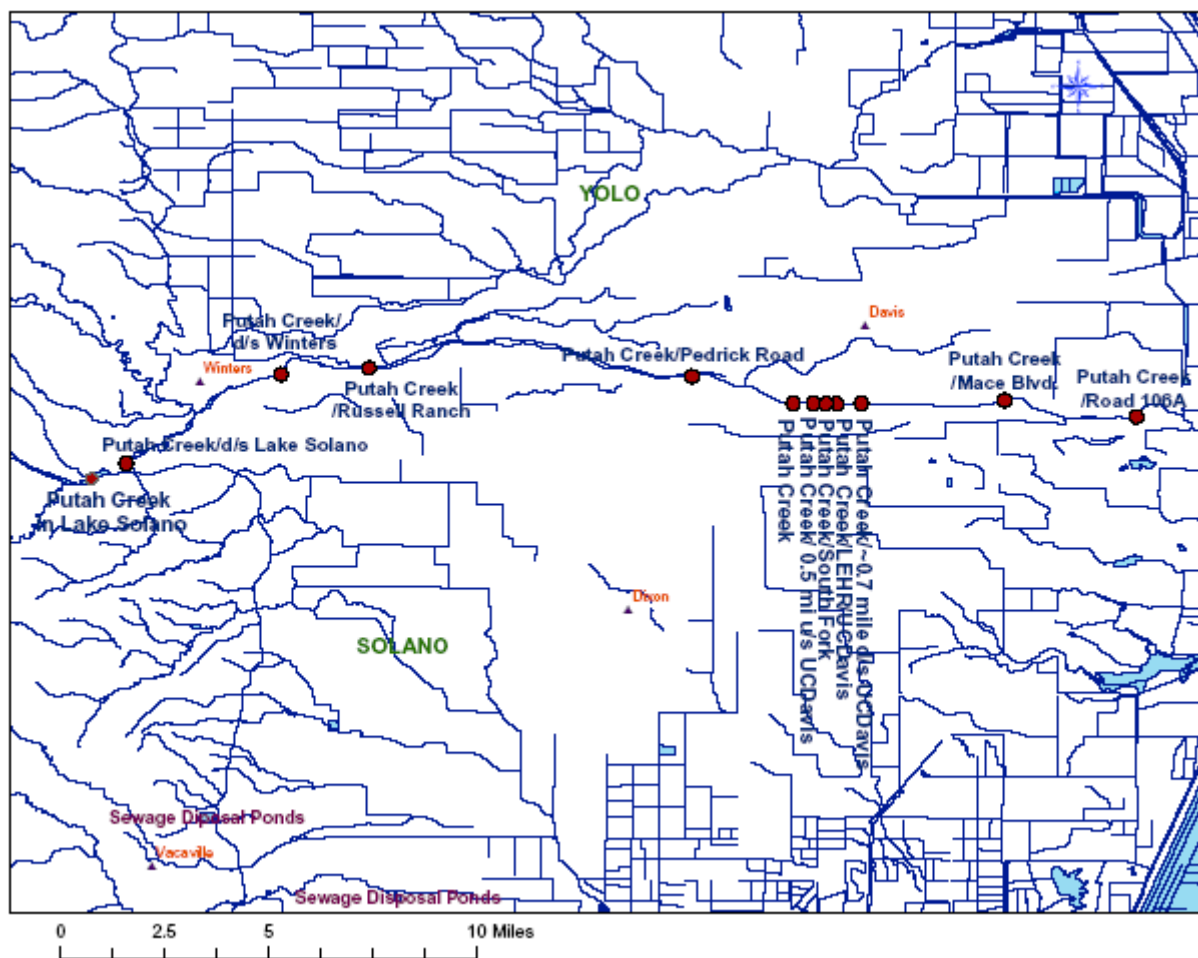 YOLO
Davis
Putah Creek/
d/s Winters
Winters
Putah Creek/Pedrick Road
Putah Creek
/Mace Blvd.
Putah Creek
/Road 106A
Putah Creek
/Russell Ranch
Putah Creek/d/s Lake Solano
Putah Creek
in Lake Solano
Putah Creek
Putah Creek/ 0.5 mi u/s UCDavis
Putah Creek/South Fork
Putah Creek/LEHR/UCDavis
Putah Creek/~0.7 mile d/s UCDavis
Dixon
SOLANO
Sewage Diposal Ponds
Vacaville
Sewage Disposal Ponds
0 2.5 5 10 Miles